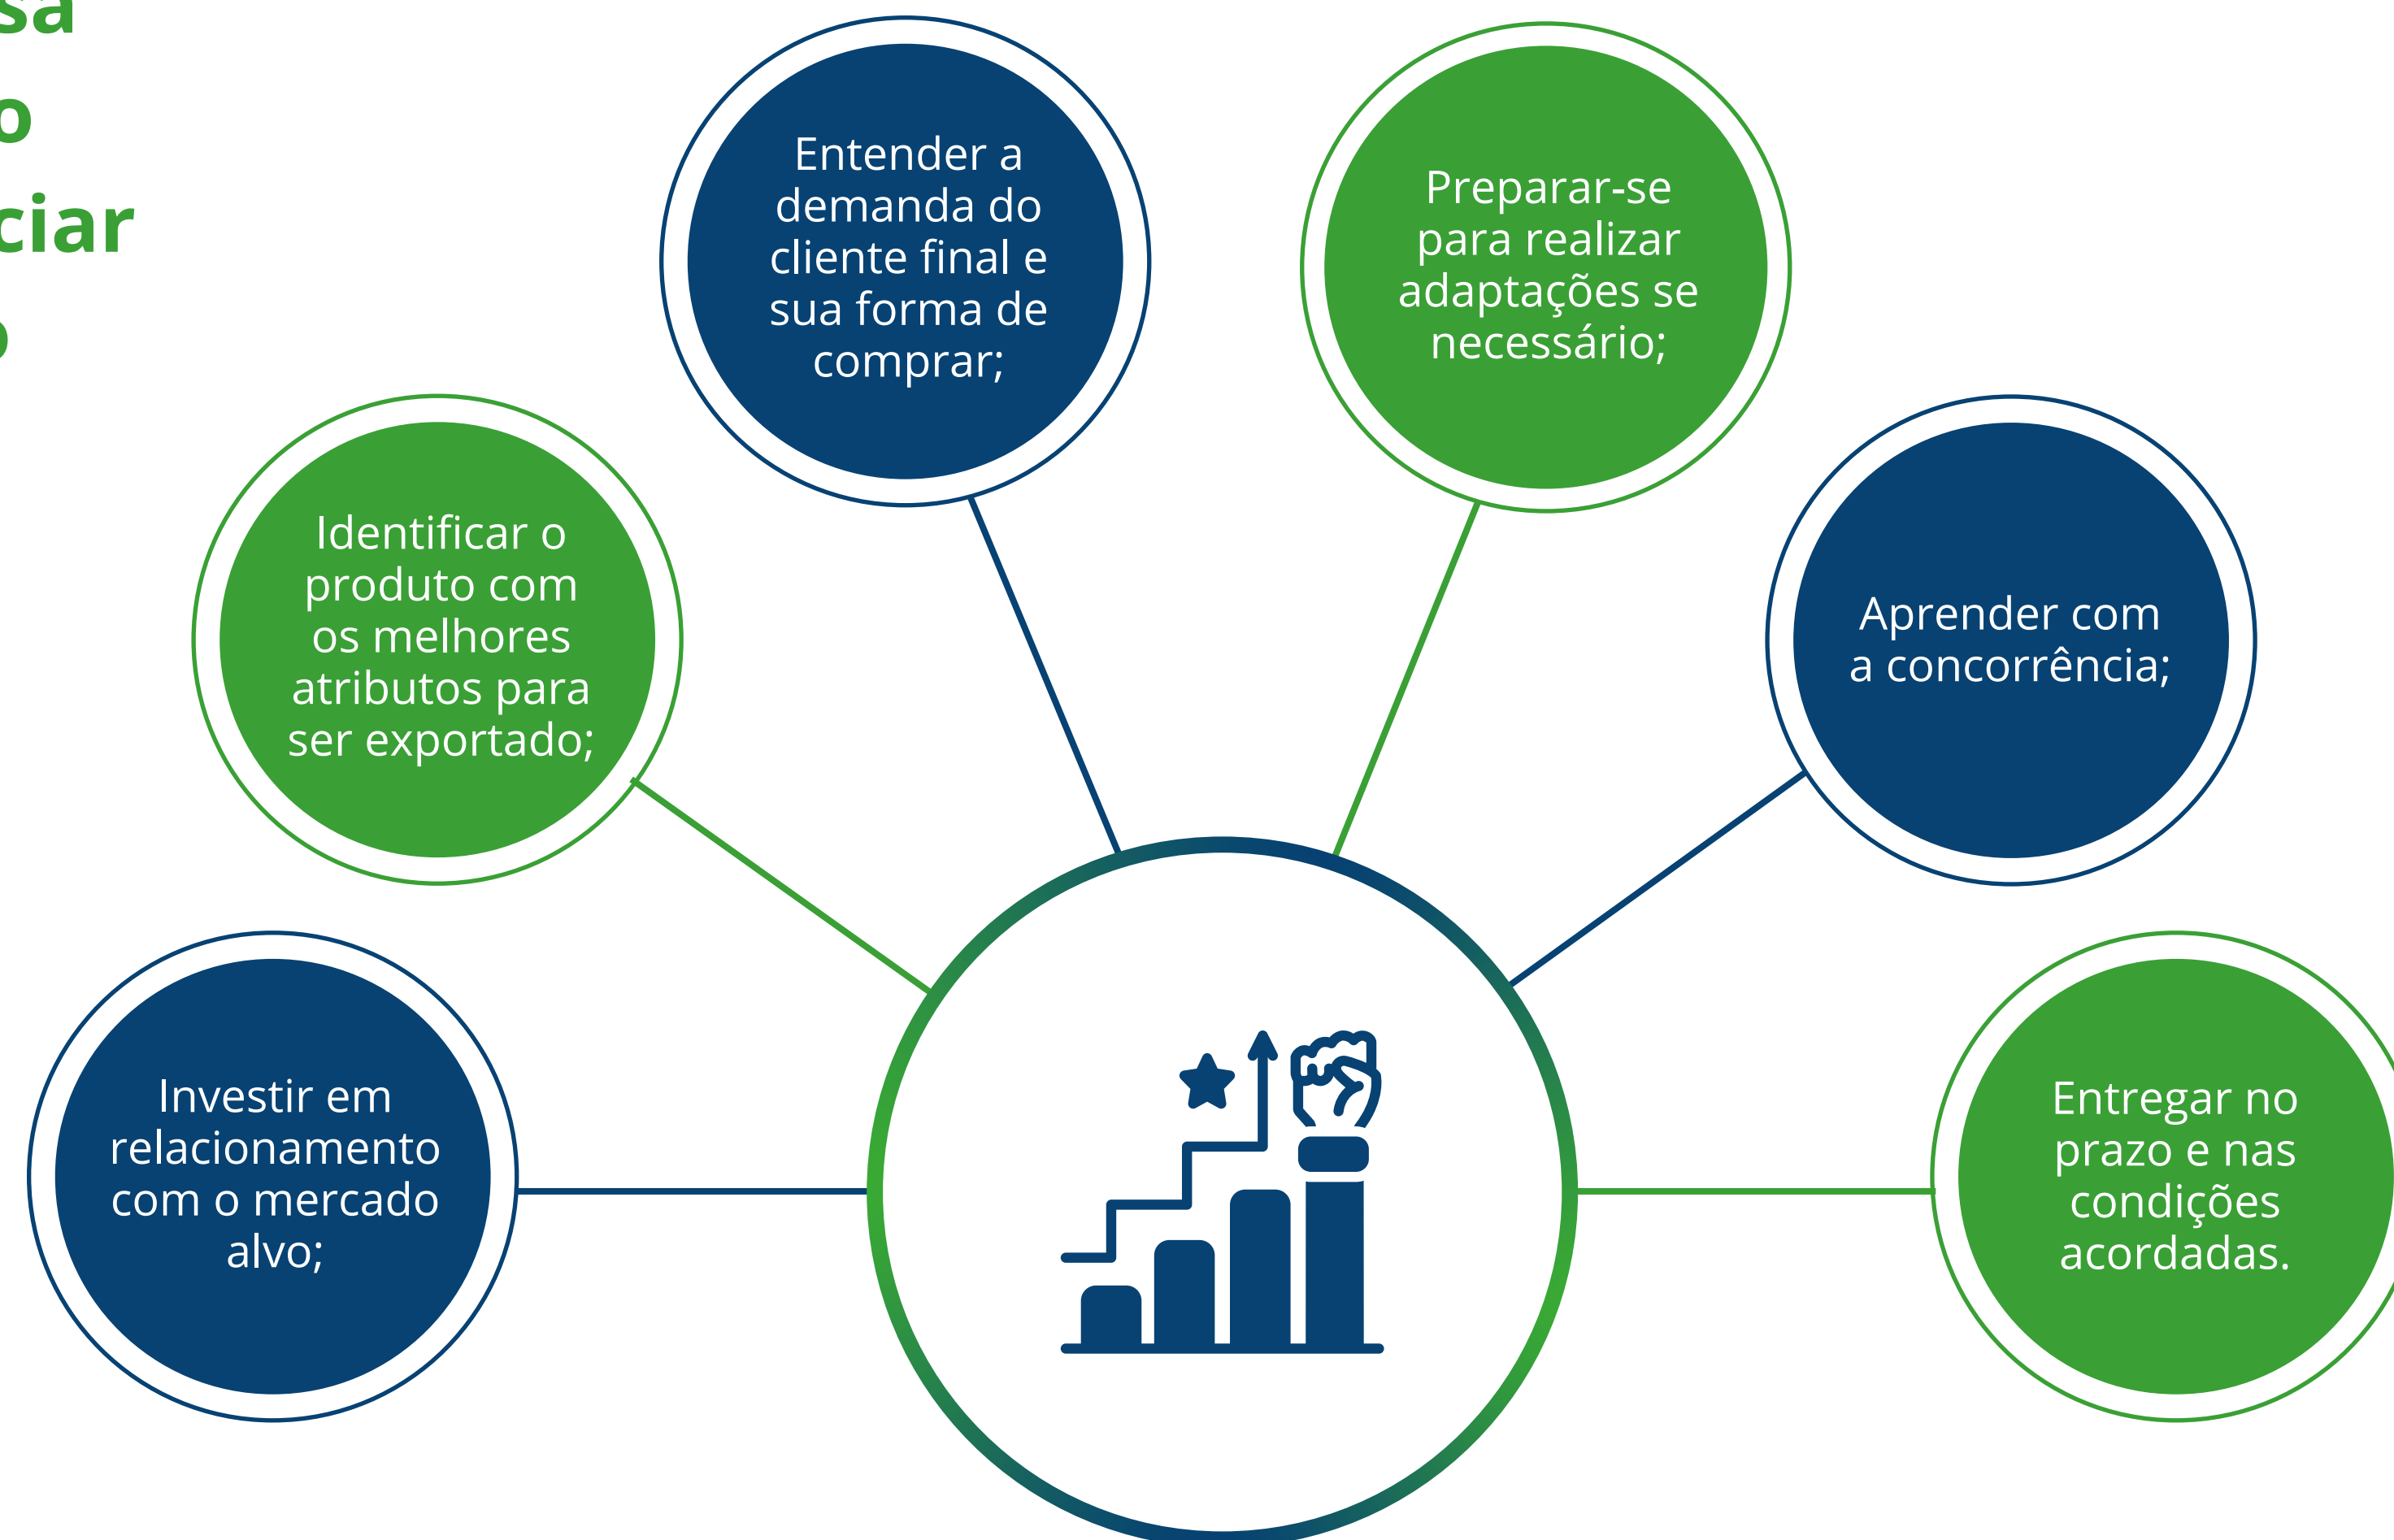 Entender a
demanda do
cliente final e
sua forma de
comprar;
Preparar-se
para realizar
adaptações se
necessário;
Identificar o
produto com
os melhores
atributos para
ser exportado;
Aprender com
a concorrência;
Investir em
relacionamento
com o mercado
alvo;
Entregar no
prazo e nas
condições
acordadas.